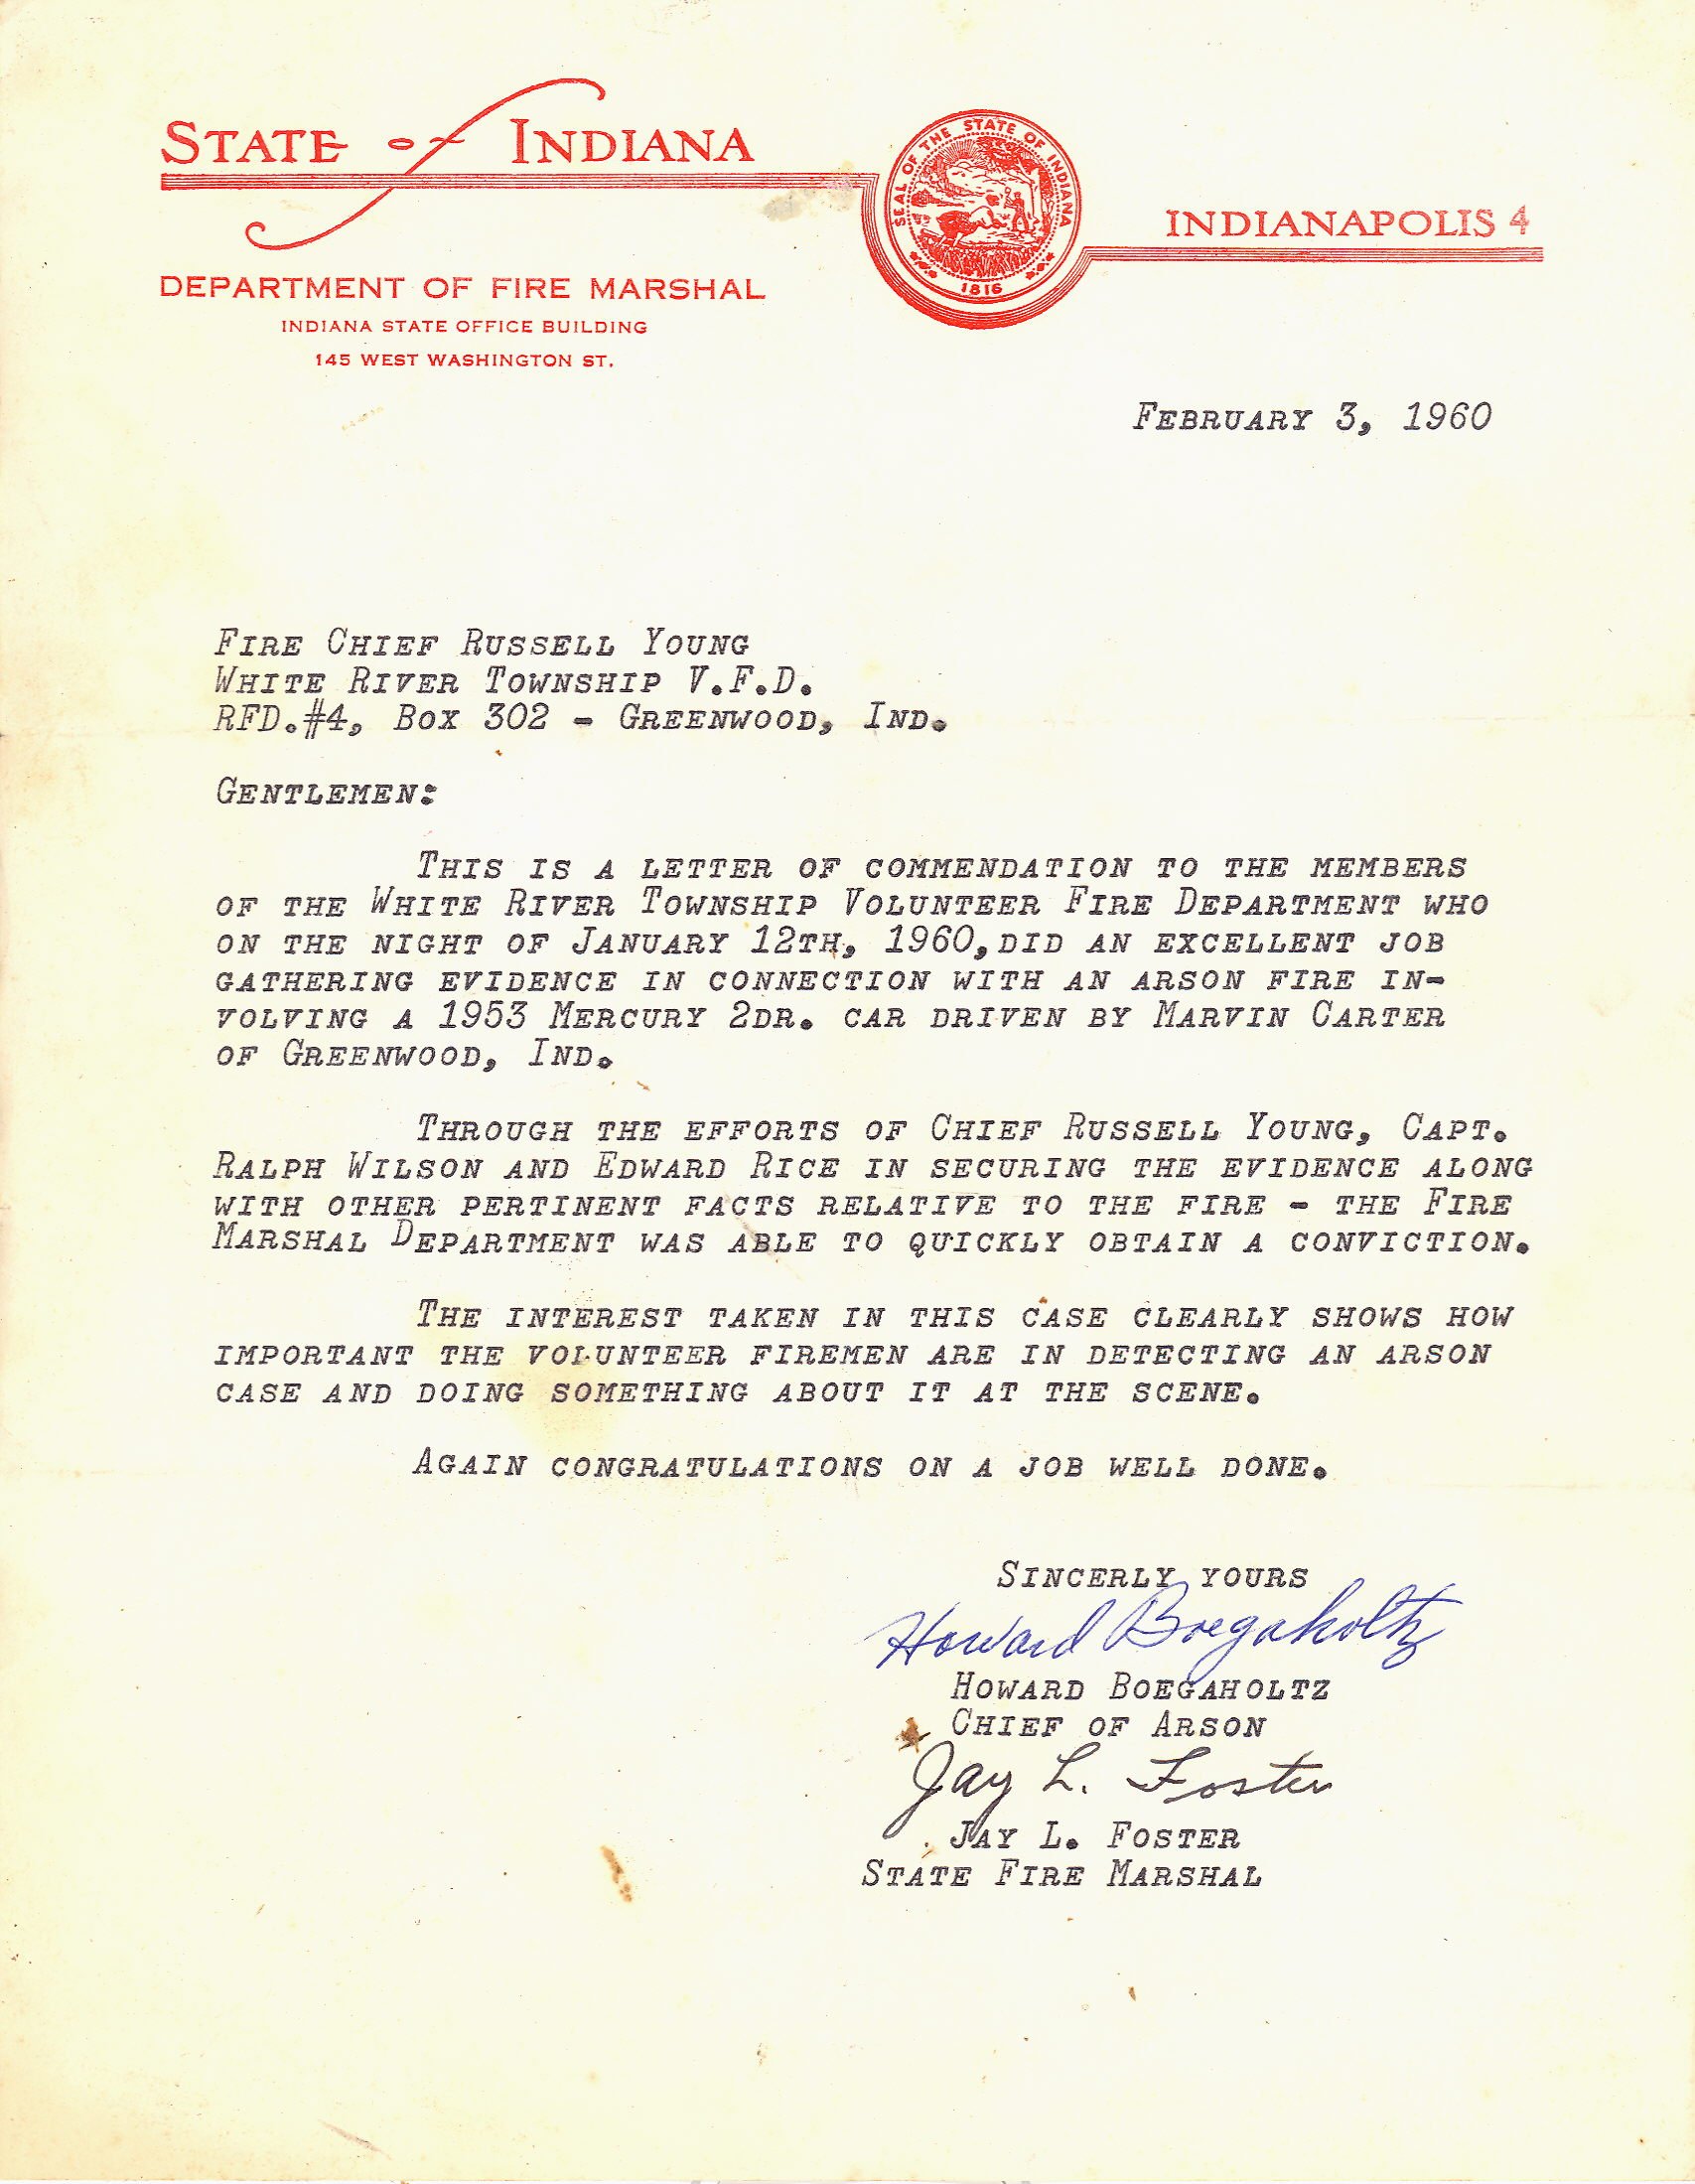 STATE of INDIANA
SEAL OF THE STATE OF INDIANA
1816
INDIANAPOLIS 4
DEPARTMENT OF FIRE MARSHAL
INDIANA STATE OFFICE BUILDING
145 WEST WASHINGTON ST.
FEBRUARY 3, 1960
FIRE CHIEF RUSSELL YOUNG
WHITE RIVER TOWNSHIP V.F.D.
RFD.#4, BOX 302 - GREENWOOD, IND.
GENTLEMEN:
THIS IS A LETTER OF COMMENDATION TO THE MEMBERS
OF THE WHITE RIVER TOWNSHIP VOLUNTEER FIRE DEPARTMENT WHO
ON THE NIGHT OF JANUARY 12TH, 1960, DID AN EXCELLENT JOB
GATHERING EVIDENCE IN CONNECTION WITH AN ARSON FIRE IN-
VOLVING A 1953 MERCURY 2DR. CAR DRIVEN BY MARVIN CARTER
OF GREENWOOD, IND.
THROUGH THE EFFORTS OF CHIEF RUSSELL YOUNG, CAPT.
RALPH WILSON AND EDWARD RICE IN SECURING THE EVIDENCE ALONG
WITH OTHER PERTINENT FACTS RELATIVE TO THE FIRE - THE FIRE
MARSHAL DEPARTMENT WAS ABLE TO QUICKLY OBTAIN A CONVICTION.
THE INTEREST TAKEN IN THIS CASE CLEARLY SHOWS HOW
IMPORTANT THE VOLUNTEER FIREMEN ARE IN DETECTING AN ARSON
CASE AND DOING SOMETHING ABOUT IT AT THE SCENE.
AGAIN CONGRATULATIONS ON A JOB WELL DONE.
SINCERLY YOURS
Howard Boegaholtz
HOWARD BOEGAHOLTZ
CHIEF OF ARSON
Jay L. Foster
JAY L. FOSTER
STATE FIRE MARSHAL